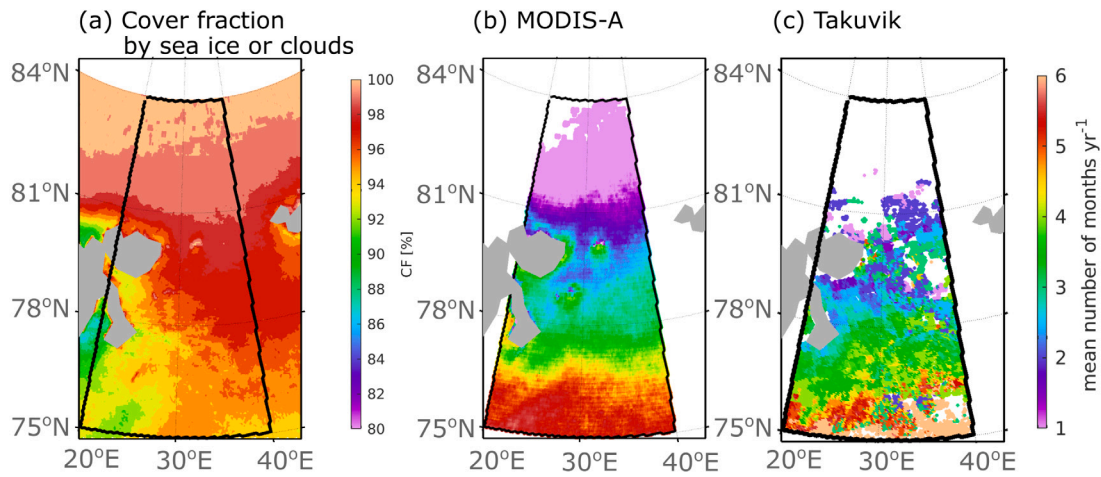 (a) Cover fraction
by sea ice or clouds
(b) MODIS-A
(c) Takuvik
84°N
81°N
78°N
75°N
20°E 30°E 40°E
100
98
96
94
92
90
88
86
84
82
80
CF [%]
84°N
81°N
78°N
75°N
20°E 30°E 40°E
84°N
81°N
78°N
75°N
20°E 30°E 40°E
6
5
4
3
2
1
mean number of months yr-1